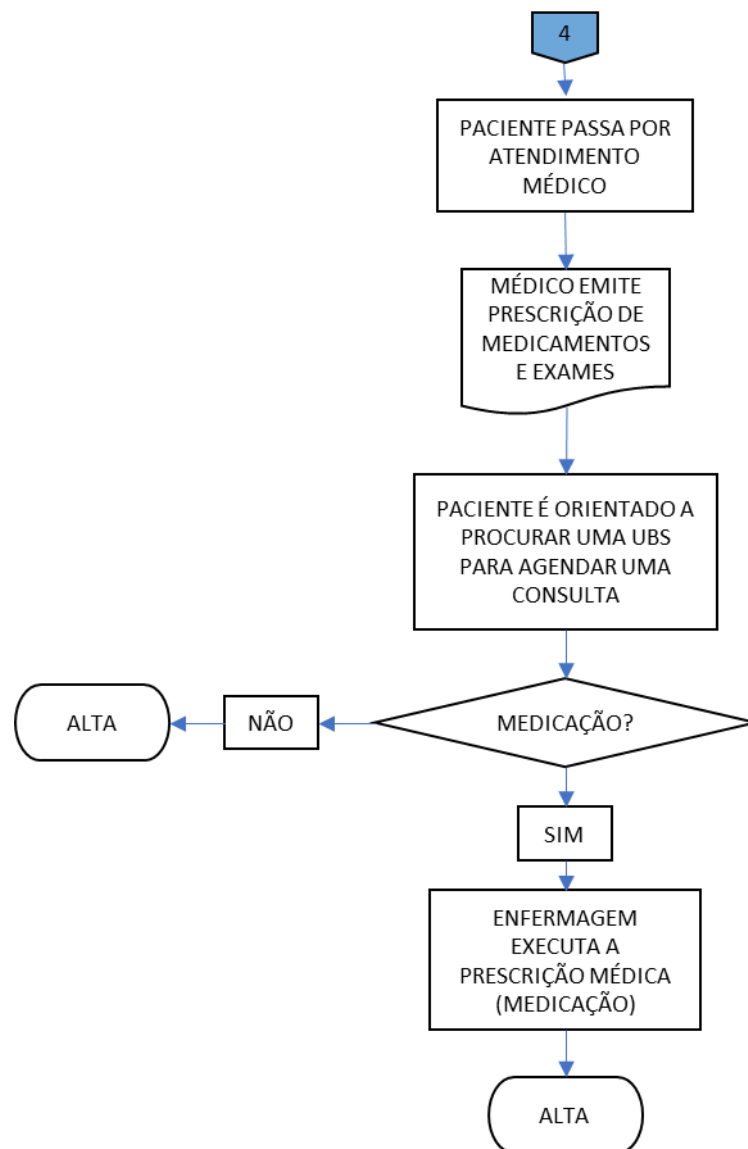 4
PACIENTE PASSA POR
ATENDIMENTO
MÉDICO
MÉDICO EMITE
PRESCRIÇÃO DE
MEDICAMENTOS
E EXAMES
PACIENTE É ORIENTADO A
PROCURAR UMA UBS
PARA AGENDAR UMA
CONSULTA
MEDICAÇÃO?
NÃO
ALTA
SIM
ENFERMAGEM
EXECUTA A
PRESCRIÇÃO MÉDICA
(MEDICAÇÃO)
ALTA